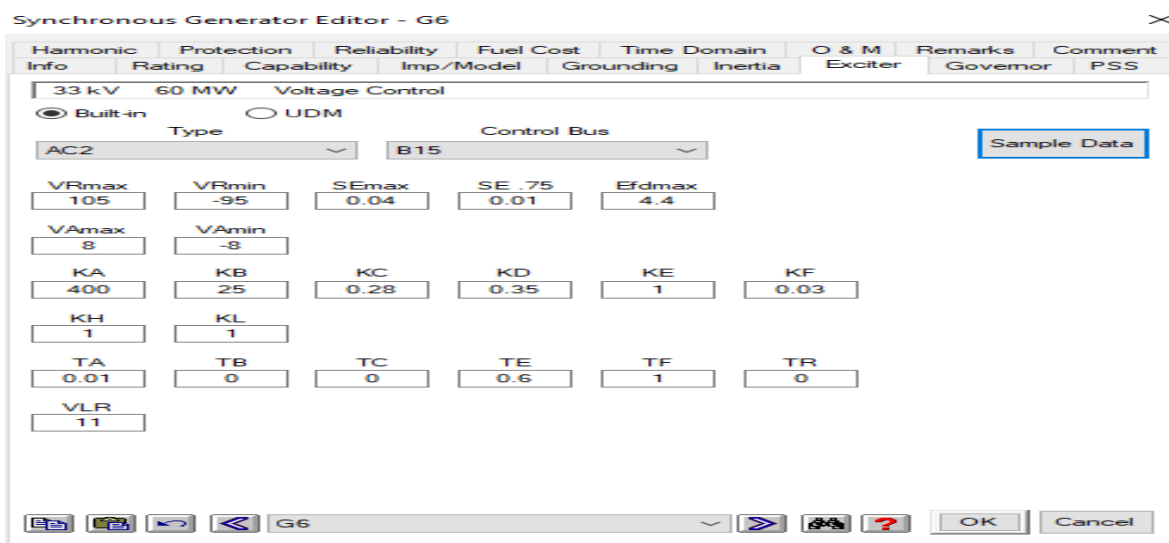 Synchronous Generator Editor - G6
Harmonic Protection Reliability Fuel Cost Time Domain O & M Remarks Comment
Info Rating Capability Imp/Model Grounding Inertia Exciter Governor PSS
33 kV 60 MW Voltage Control
Built-in UDM
Type Control Bus
AC2 B15 Sample Data
VRmax VRmin SEmax SE .75 Efdmax
105 -95 0.04 0.01 4.4
VAmax VAmin
8 -8
KA KB KC KD KE KF
400 25 0.28 0.35 1 0.03
KH KL
1 1
TA TB TC TE TF TR
0.01 0 0 0.6 1 0
VLR
11
G6 ? OK Cancel